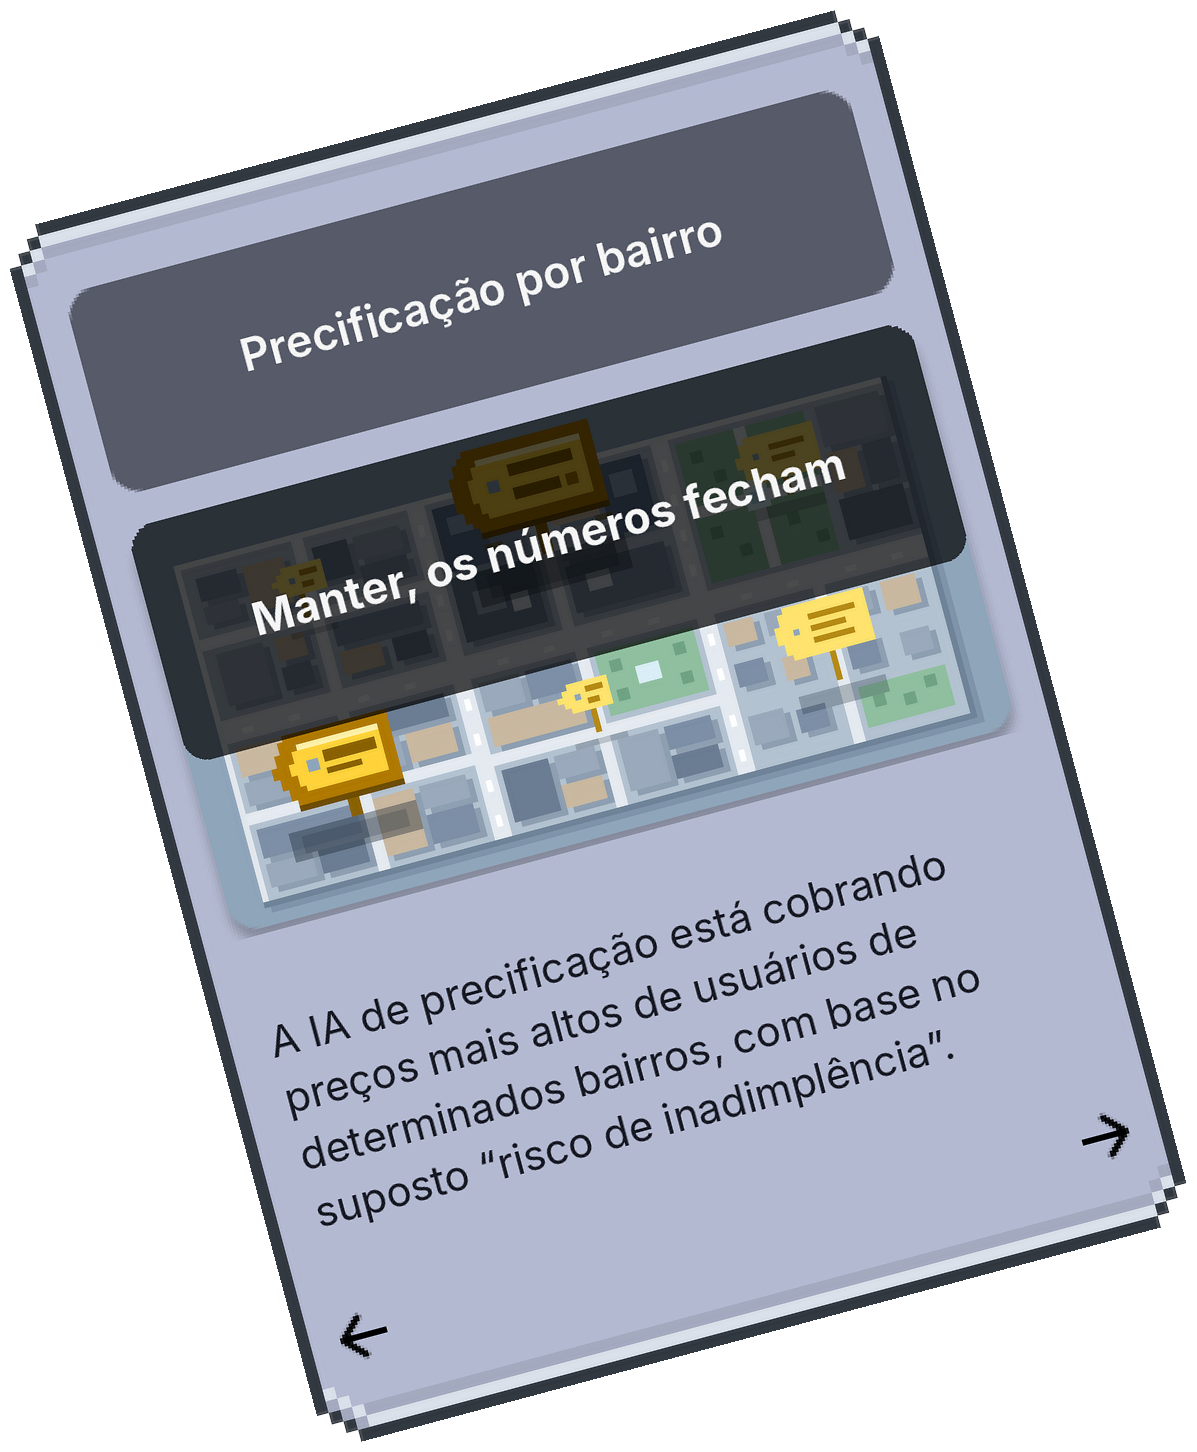 Precificação por bairro
Manter, os números fecham
A IA de precificação está cobrando
preços mais altos de usuários de
determinados bairros, com base no
suposto “risco de inadimplência”.